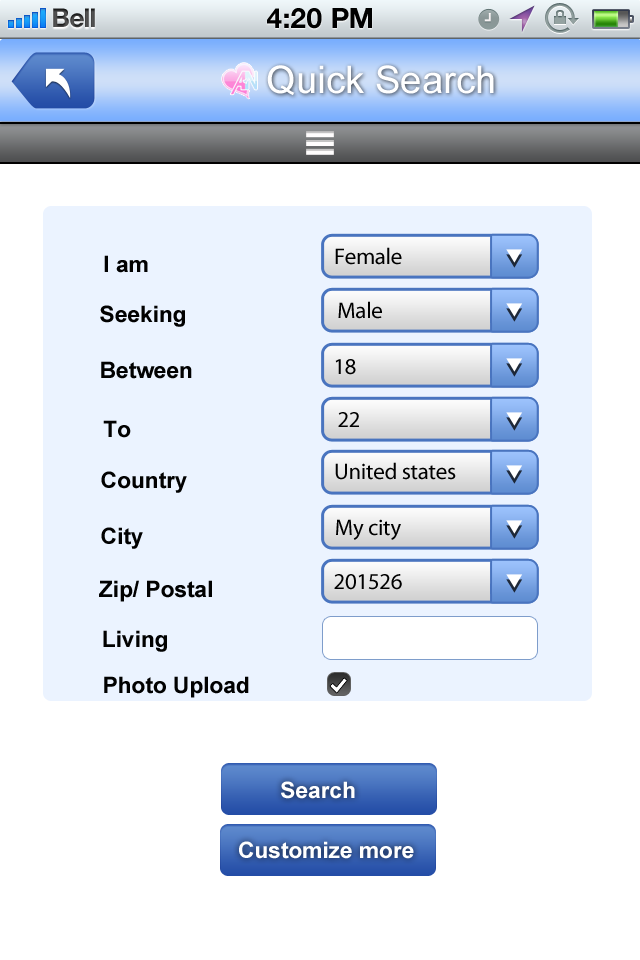 Bell 4:20 PM
AN Quick Search
I am Female
Seeking Male
Between 18
To 22
Country United states
City My city
Zip/ Postal 201526
Living
Photo Upload
Search
Customize more